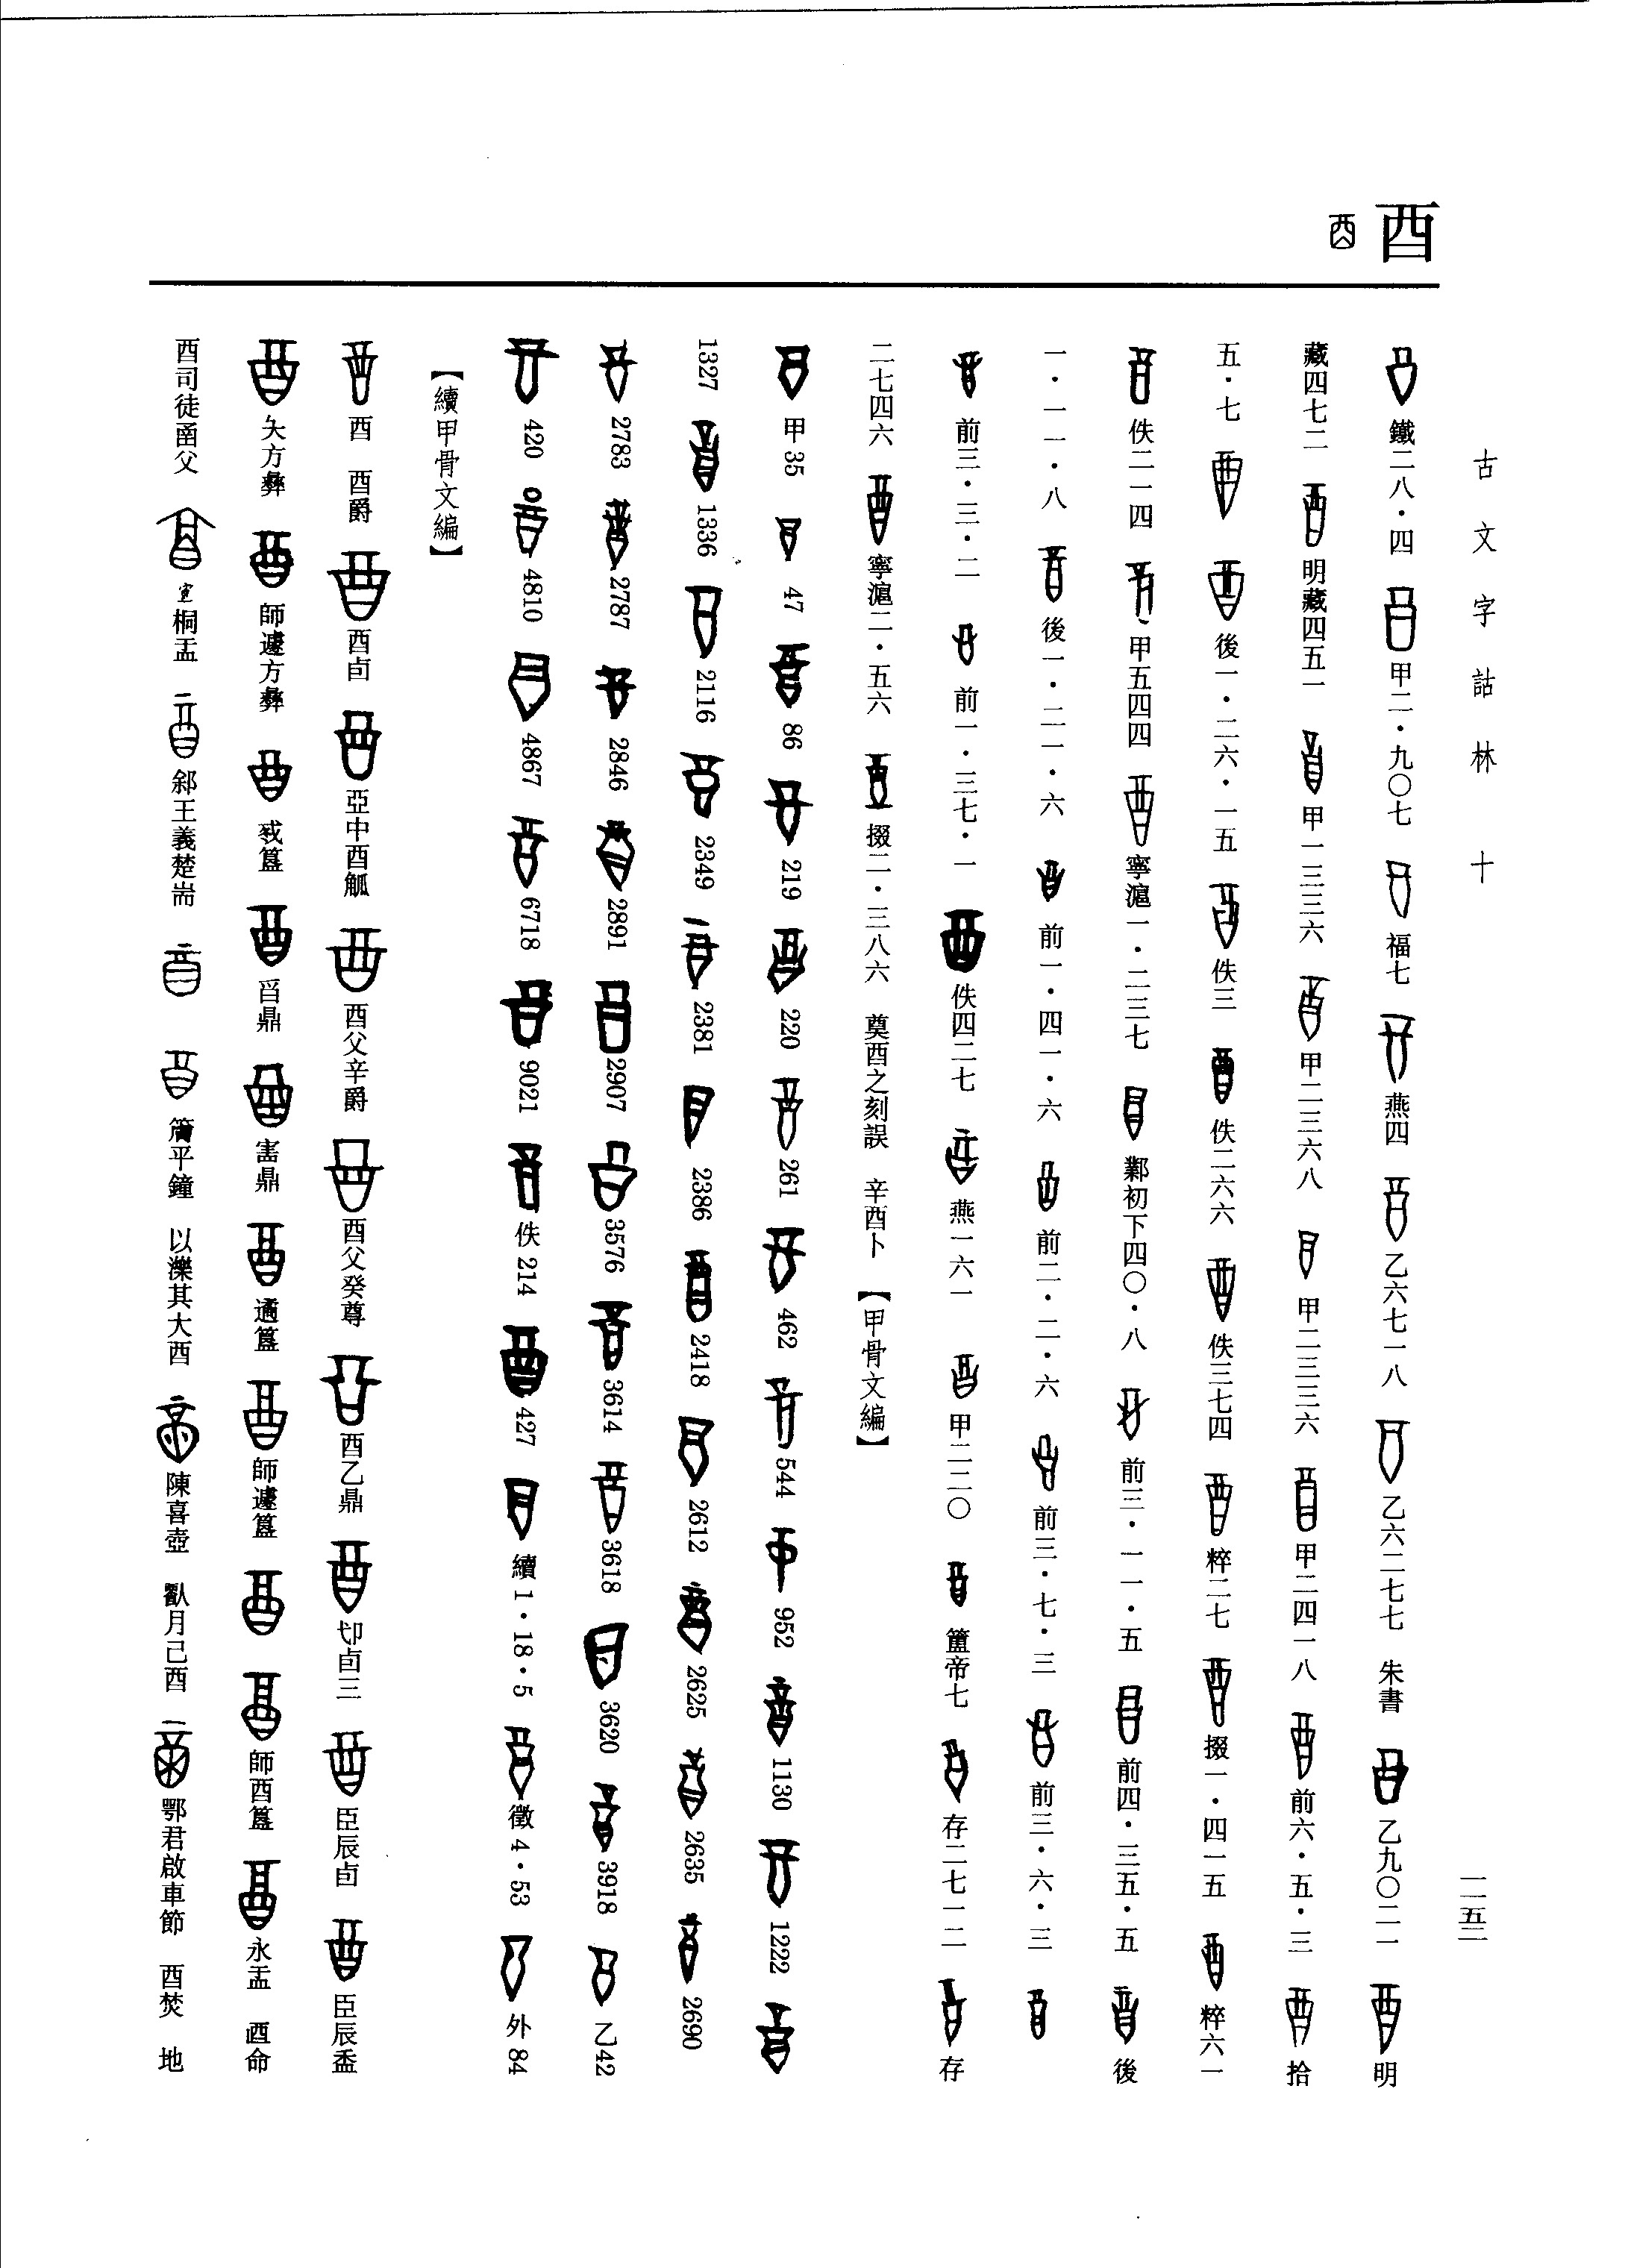 古文字詁林 十
一一五二
酉
鐵二八·四 甲二·九〇七 福七 燕四 乙六七一八 乙六二七七 朱書 乙九〇二一 明
藏四七二 明藏四五一 甲一三三六 甲二三六八 甲二三三六 甲二四一八 前六·五·三 拾
五·七 後一·二六·一五 佚三 佚二六六 佚三七四 粹二七 掇一·四一五 粹六一
佚二一四 甲五四四 寧滬一·二三七 鄴初下四〇·八 前三·一一·五 前四·三五·五 後
一·一一·八 後一·二一·六 前一·四一·六 前二·二·六 前三·七·三 前三·六·三
前三·三·二 前一·三七·一 佚四二七 燕一六一 甲二二〇 簠帝七 存二七一二 存
二七四六 寧滬二·五六 掇二·三八六 奠酉之刻誤 辛酉卜 【甲骨文編】
甲35 47 86 219 220 261 462 544 952 1130 1222
1327 1336 2116 2349 2381 2386 2418 2612 2625 2635 2690
2783 2787 2846 2891 2907 3576 3614 3618 3620 3918 乙42
420 4810 4867 6718 9021 佚214 427 續1·18·5 徵4·53 外84
【續甲骨文編】
酉 酉爵 酉卣 亞中酉觚 酉父辛爵 酉父癸尊 酉乙鼎 卣三 臣辰卣 臣辰盉
方彝 師遽方彝 簋 舀鼎 鼎 遹簋 師遽簋 師酉簋 永盂 酉命
酉司徒 父 桐盂 王義楚耑 平鐘 以濼其大酉 陳喜壺 月己酉 鄂君啟車節 酉焚 地